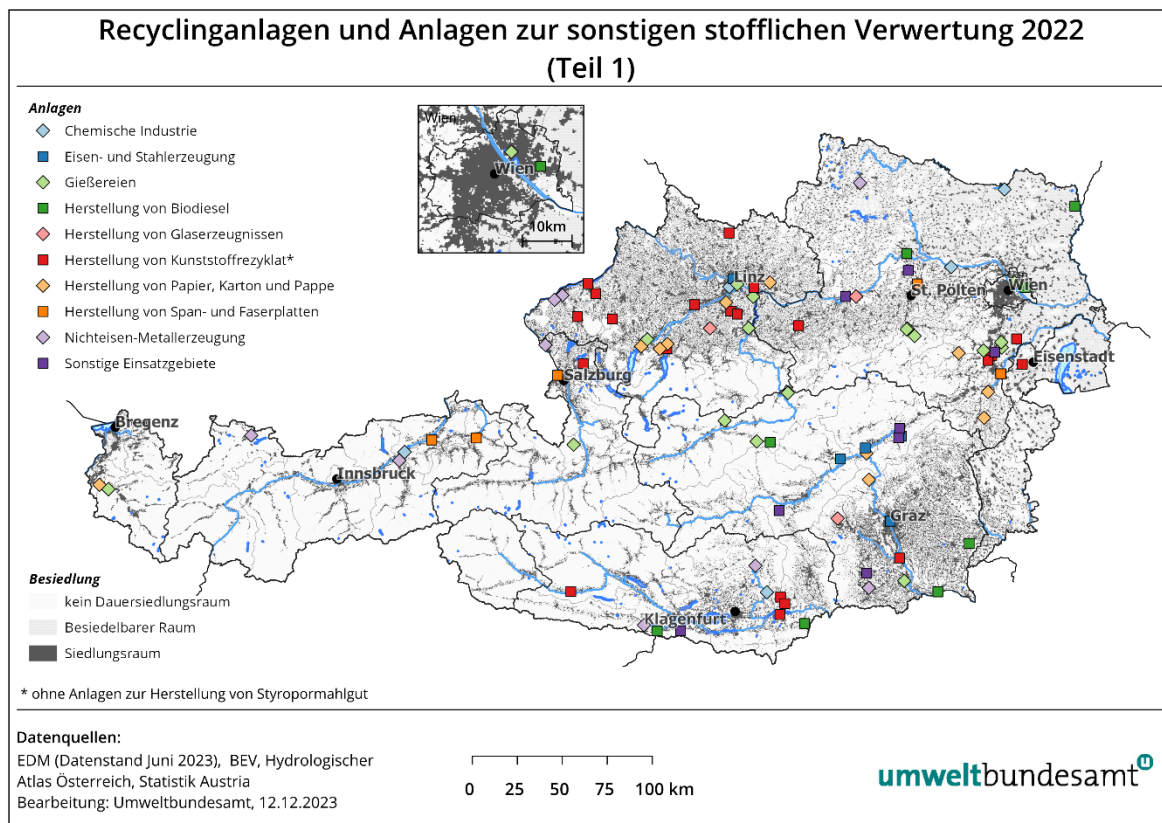 Recyclinganlagen und Anlagen zur sonstigen stofflichen Verwertung 2022
(Teil 1)
Anlagen
Chemische Industrie
Eisen- und Stahlerzeugung
Gießereien
Herstellung von Biodiesel
Herstellung von Glaserzeugnissen
Herstellung von Kunststoffrezyklat*
Herstellung von Papier, Karton und Pappe
Herstellung von Span- und Faserplatten
Nichteisen-Metallerzeugung
Sonstige Einsatzgebiete
Wien
Wien
10km
Linz
St. Pölten
Wien
Eisenstadt
Salzburg
Bregenz
Innsbruck
Graz
Klagenfurt
Besiedlung
kein Dauersiedlungsraum
Besiedelbarer Raum
Siedlungsraum
* ohne Anlagen zur Herstellung von Styropormahlgut
Datenquellen:
EDM (Datenstand Juni 2023), BEV, Hydrologischer
Atlas Österreich, Statistik Austria
Bearbeitung: Umweltbundesamt, 12.12.2023
0 25 50 75 100 km
umweltbundesamt